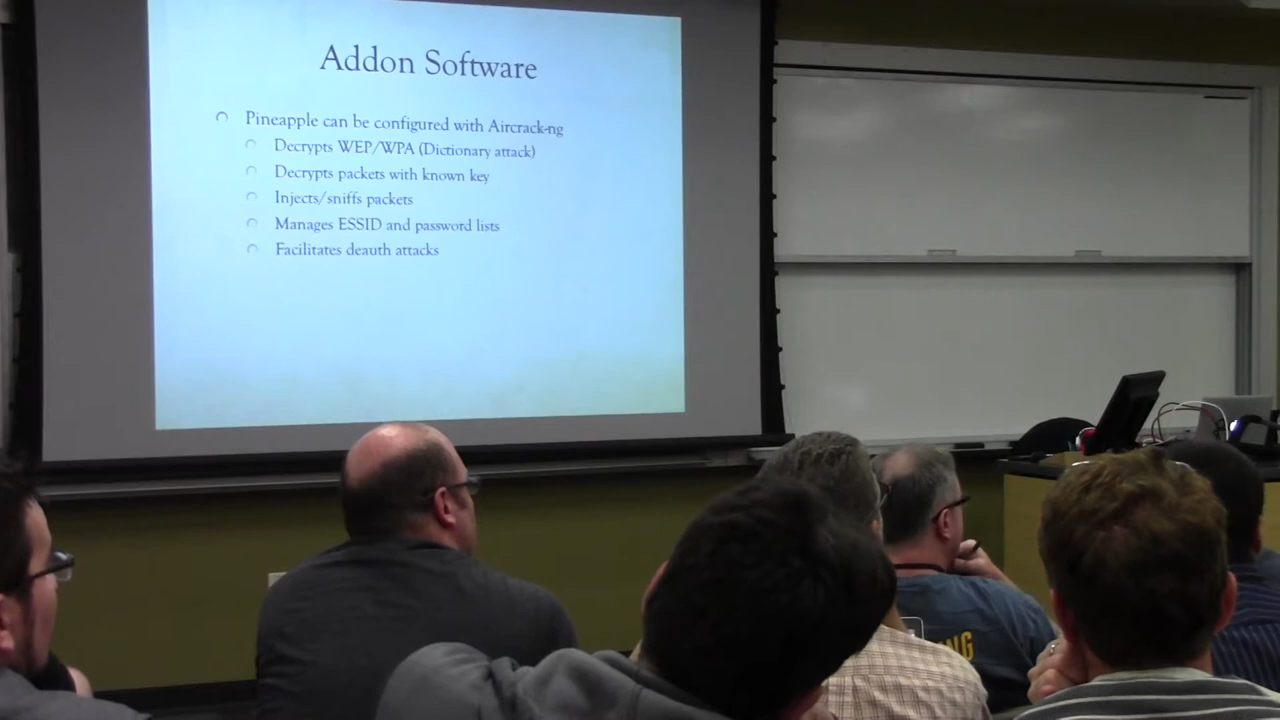 Addon Software
Pineapple can be configured with Aircrack-ng
Decrypts WEP/WPA (Dictionary attack)
Decrypts packets with known key
Injects/sniffs packets
Manages ESSID and password lists
Facilitates deauth attacks
NG